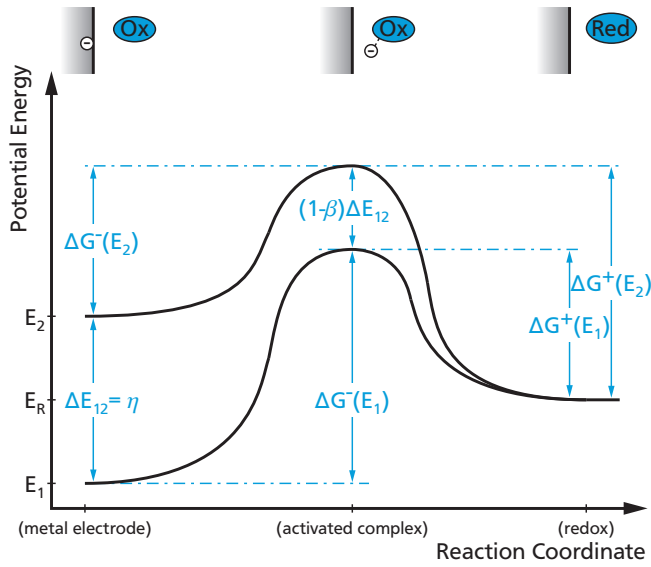 Ox
Ox
Red
Potential Energy
(1-β)ΔE₁₂
ΔG⁻(E₂)
ΔG⁺(E₂)
E₂
ΔG⁺(E₁)
ΔE₁₂= η
E_R
ΔG⁻(E₁)
E₁
(metal electrode)
(activated complex)
(redox)
Reaction Coordinate